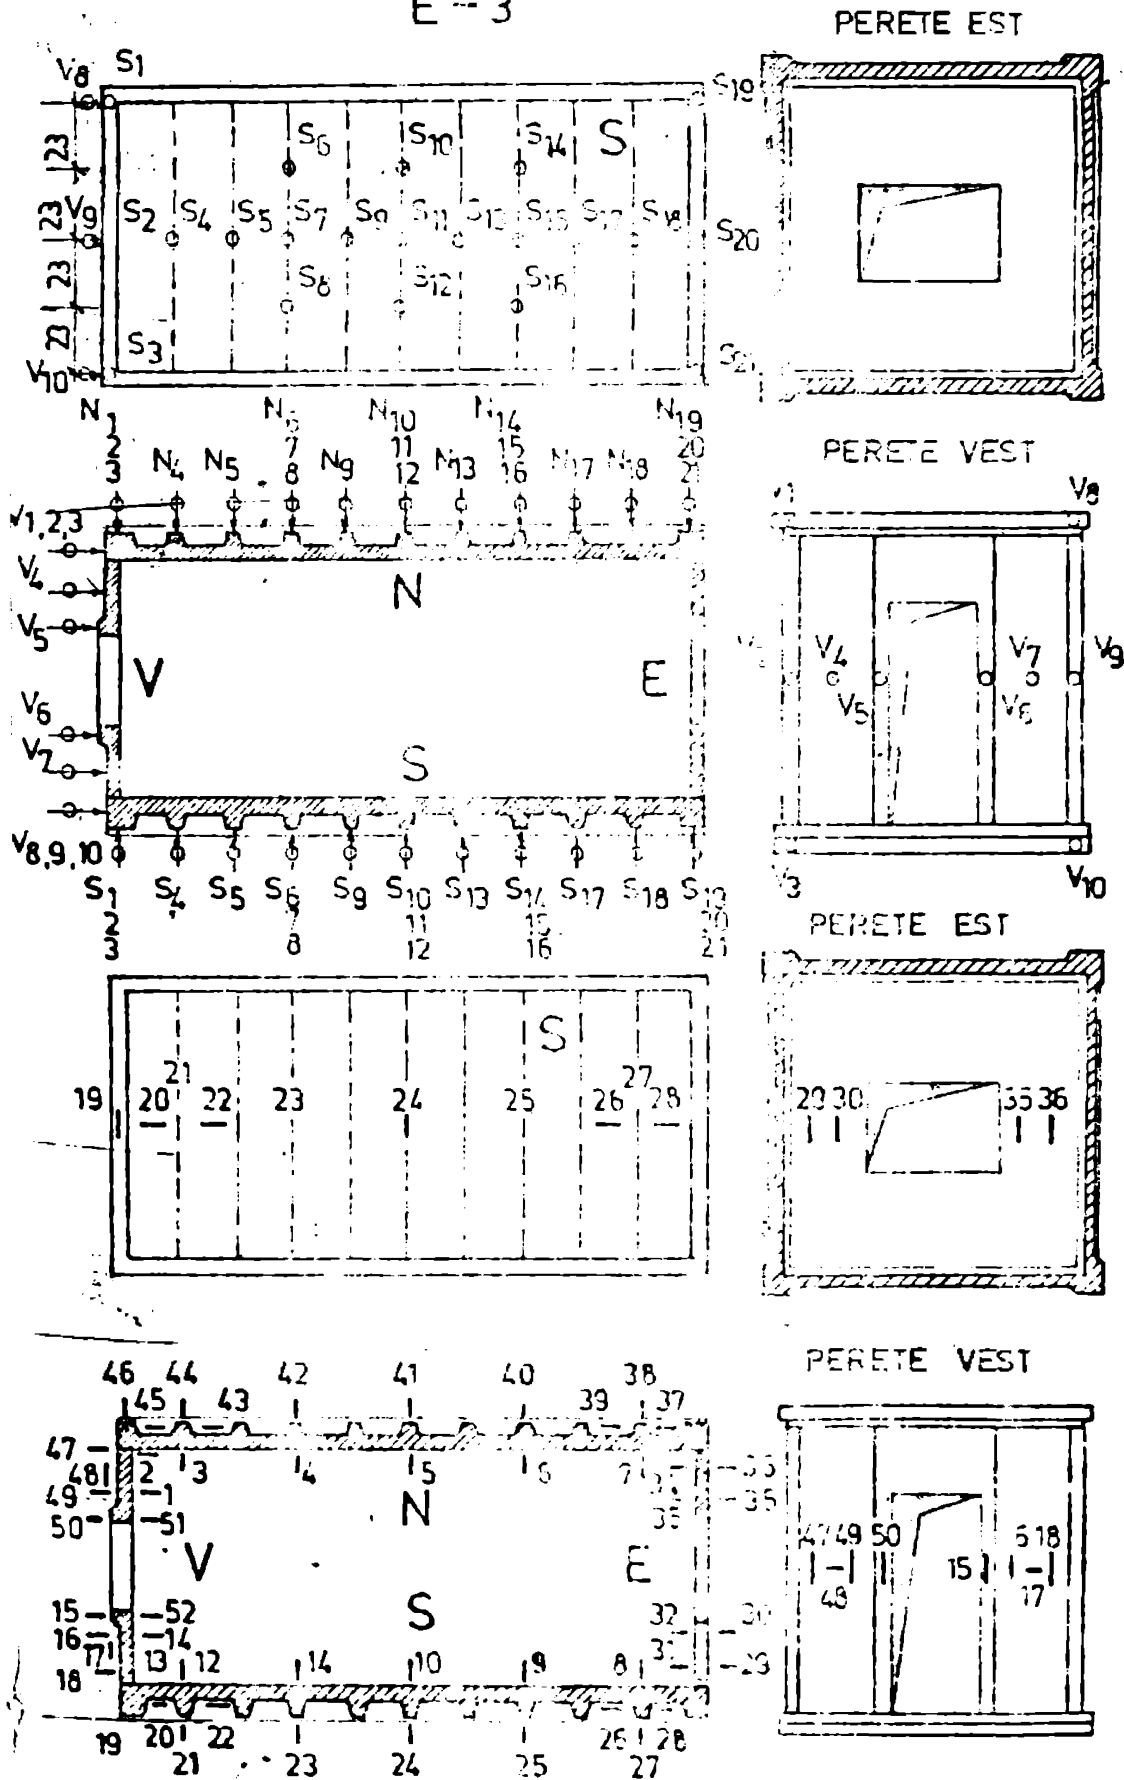 E - 3
PERETE EST
V8 S1 S19
S6 S10 S14 S
23 23 23 23
V9 S2 S4 S5 S7 S9 S11 S13 S15 S17 S18 S20
S8 S12 S16
S3 S21
V10
N1 2 3 N4 N5 N6 7 8 N9 N10 11 12 N13 N14 15 16 N17 N18 N19 20 21
PERETE VEST
V1 V8
V1,2,3
V4
V5
N
V E
V4 V7 V9
V5 V6
V6
V7
S
V8,9,10
V3 V10
S1 2 3 S4 S5 S6 7 8 S9 S10 11 12 S13 S14 15 16 S17 S18 S19 20 21
PERETE EST
S
19 20 21 22 23 24 25 26 27 28
29 30 35 36
PERETE VEST
46 44 42 41 40 38
45 43 39 37
47
48 2 3 4 5 6 7
49 1 35
50 51
N
V E
S
47 49 50 15 6 18
48 17
15 52 32 30
16 14
17 13 12 14 10 9 8 31 29
18
19 20 22 26 28
21 23 24 25 27